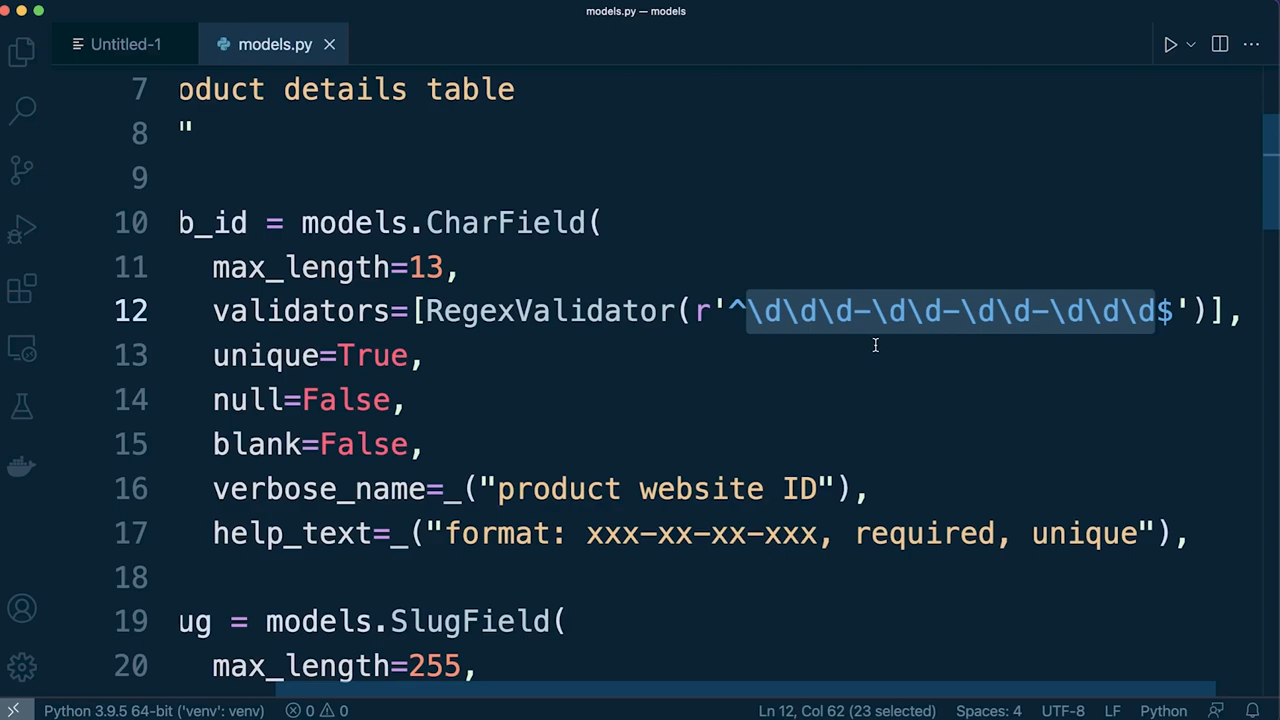 models.py — models
Untitled-1
models.py
7 oduct details table
8 "
9
10 b_id = models.CharField(
11 max_length=13,
12 validators=[RegexValidator(r'^\d\d\d-\d\d-\d\d-\d\d\d$')],
13 unique=True,
14 null=False,
15 blank=False,
16 verbose_name=_("product website ID"),
17 help_text=_("format: xxx-xx-xx-xxx, required, unique"),
18
19 ug = models.SlugField(
20 max_length=255,
Python 3.9.5 64-bit ('venv': venv) 0 0 Ln 12, Col 62 (23 selected) Spaces: 4 UTF-8 LF Python